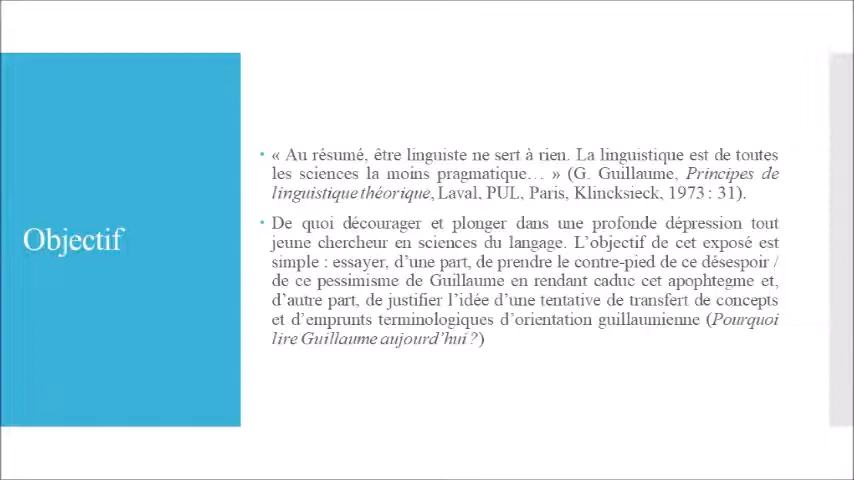 Objectif
• « Au résumé, être linguiste ne sert à rien. La linguistique est de toutes
les sciences la moins pragmatique… » (G. Guillaume, Principes de
linguistique théorique, Laval, PUL, Paris, Klincksieck, 1973 : 31).
• De quoi décourager et plonger dans une profonde dépression tout
jeune chercheur en sciences du langage. L’objectif de cet exposé est
simple : essayer, d’une part, de prendre le contre-pied de ce désespoir /
de ce pessimisme de Guillaume en rendant caduc cet apophtegme et,
d’autre part, de justifier l’idée d’une tentative de transfert de concepts
et d’emprunts terminologiques d’orientation guillaumienne (Pourquoi
lire Guillaume aujourd’hui ?)